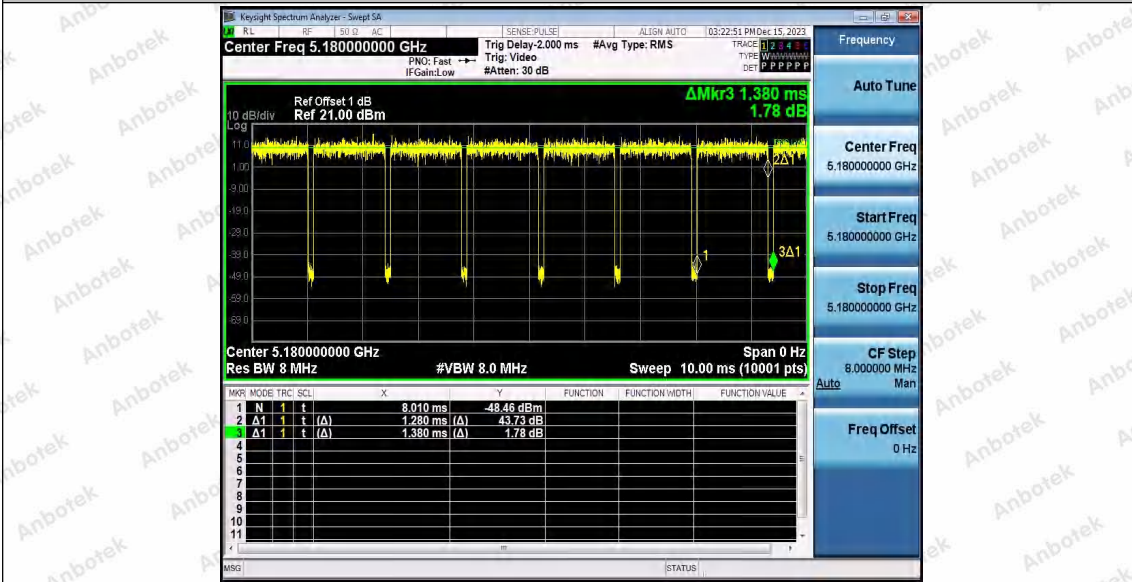 Keysight Spectrum Analyzer - Swept SA
RL RF 50 Ω AC SENSE:PULSE ALIGN AUTO 03:22:51 PM Dec 15, 2023
Center Freq 5.180000000 GHz
PNO: Fast
IFGain:Low
Trig Delay-2.000 ms
Trig: Video
#Atten: 30 dB
#Avg Type: RMS
TRACE 1 2 3 4 5 6
TYPE WWWWWW
DET P P P P P P
Frequency
Auto Tune
Center Freq
5.180000000 GHz
Start Freq
5.180000000 GHz
Stop Freq
5.180000000 GHz
CF Step
8.000000 MHz
Auto Man
Freq Offset
0 Hz
ΔMkr3 1.380 ms
1.78 dB
Ref Offset 1 dB
10 dB/div Ref 21.00 dBm
Log
11.0
1.00
-9.00
-19.0
-29.0
-39.0
-49.0
-59.0
-69.0
2Δ1
1
3Δ1
Center 5.180000000 GHz Span 0 Hz
Res BW 8 MHz #VBW 8.0 MHz Sweep 10.00 ms (10001 pts)
MKR MODE TRC SCL X Y FUNCTION FUNCTION WIDTH FUNCTION VALUE
1 N 1 t 8.010 ms -48.46 dBm
2 Δ1 1 t (Δ) 1.280 ms (Δ) 43.73 dB
3 Δ1 1 t (Δ) 1.380 ms (Δ) 1.78 dB
4
5
6
7
8
9
10
11
MSG STATUS
Anbotek